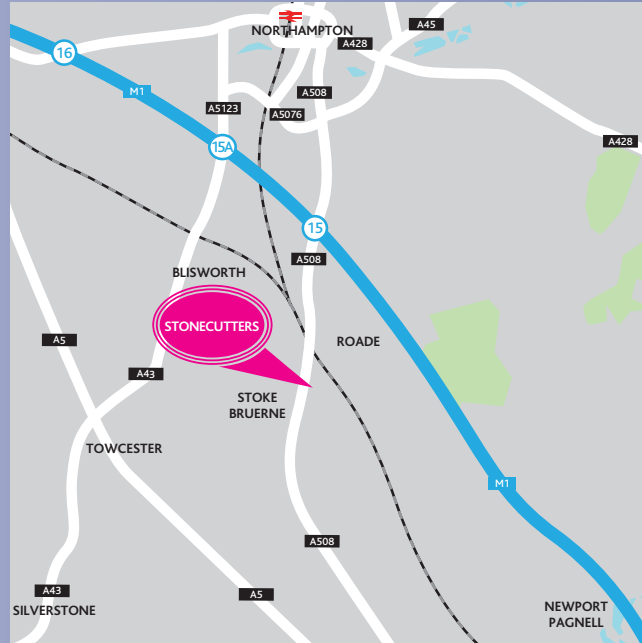 NORTHAMPTON
A45
A428
16
M1
A508
A5123
A5076
A428
15A
15
A508
BLISWORTH
STONECUTTERS
A5
ROADE
A43
STOKE
BRUERNE
TOWCESTER
M1
A508
A43
A5
SILVERSTONE
NEWPORT
PAGNELL